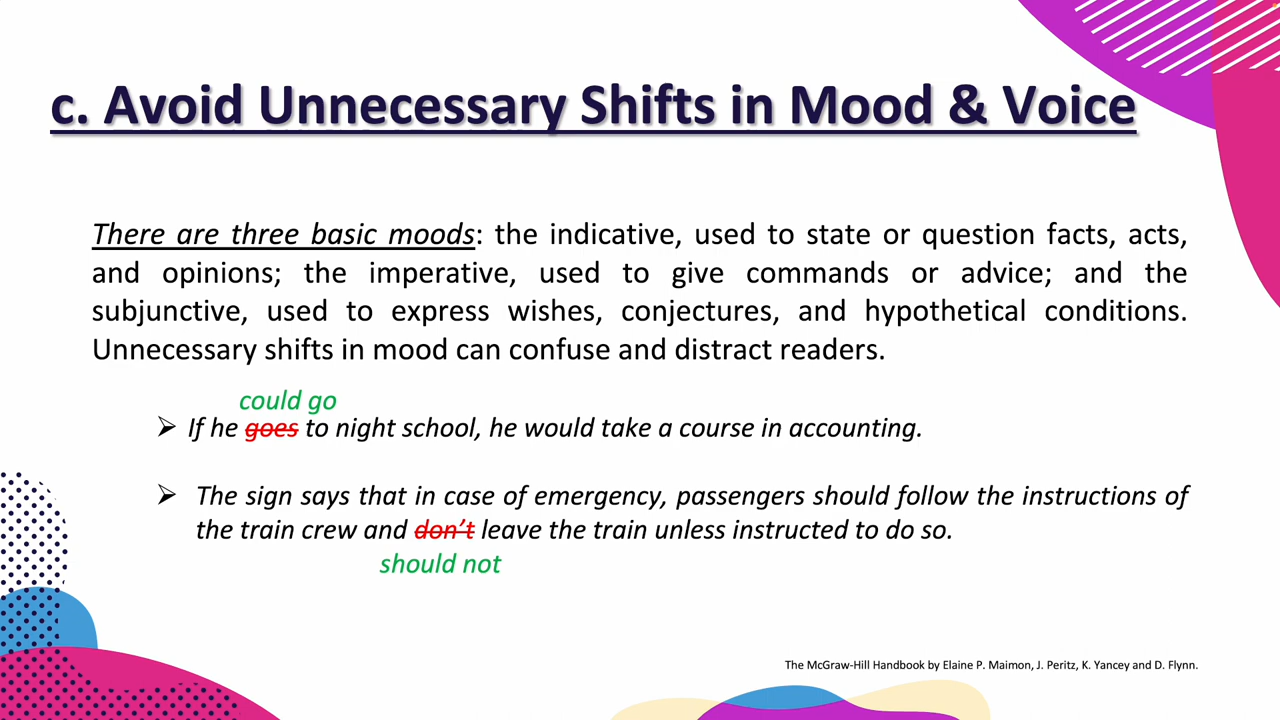 c. Avoid Unnecessary Shifts in Mood & Voice
There are three basic moods: the indicative, used to state or question facts, acts,
and opinions; the imperative, used to give commands or advice; and the
subjunctive, used to express wishes, conjectures, and hypothetical conditions.
Unnecessary shifts in mood can confuse and distract readers.
could go
➢ If he goes to night school, he would take a course in accounting.
➢ The sign says that in case of emergency, passengers should follow the instructions of
the train crew and don’t leave the train unless instructed to do so.
should not
The McGraw-Hill Handbook by Elaine P. Maimon, J. Peritz, K. Yancey and D. Flynn.